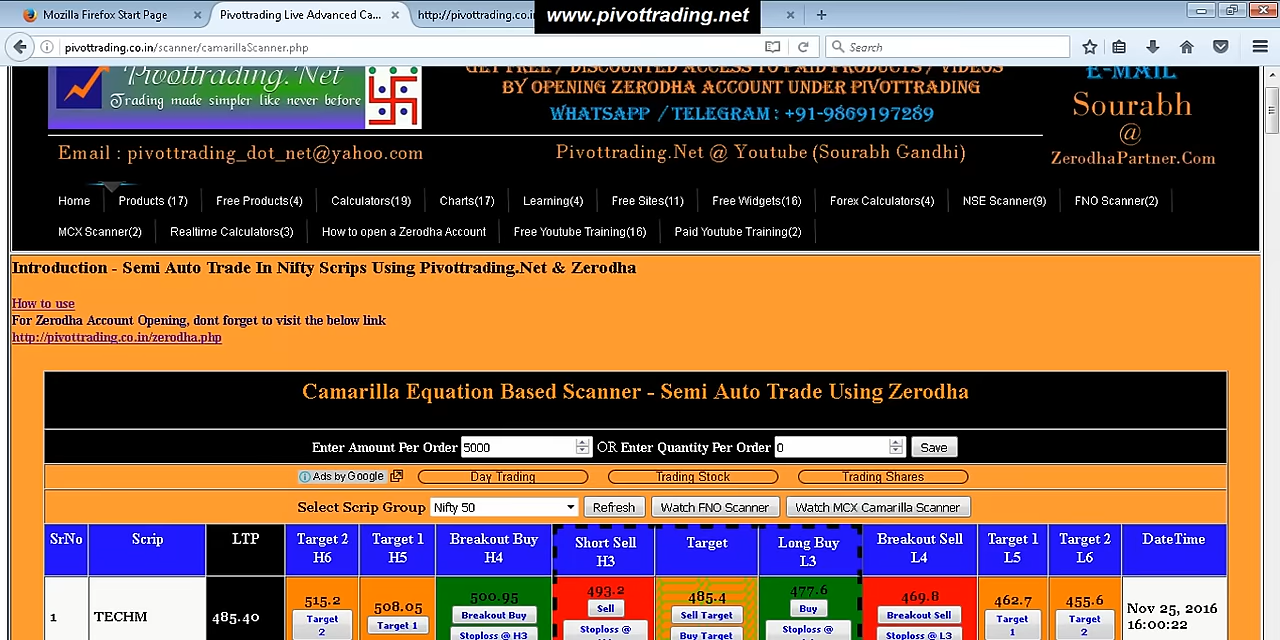 Mozilla Firefox Start Page
Pivottrading Live Advanced Ca...
http://pivottrading.co.i
www.pivottrading.net
pivottrading.co.in/scanner/camarillaScanner.php
Search
Pivottrading.Net
Trading made simpler like never before
GET FREE / DISCOUNTED ACCESS TO PAID PRODUCTS / VIDEOS
BY OPENING ZERODHA ACCOUNT UNDER PIVOTTRADING
WHATSAPP / TELEGRAM : +91-9869197289
E-MAIL
Sourabh
@
ZerodhaPartner.Com
Email : pivottrading_dot_net@yahoo.com
Pivottrading.Net @ Youtube (Sourabh Gandhi)
Home
Products (17)
Free Products(4)
Calculators(19)
Charts(17)
Learning(4)
Free Sites(11)
Free Widgets(16)
Forex Calculators(4)
NSE Scanner(9)
FNO Scanner(2)
MCX Scanner(2)
Realtime Calculators(3)
How to open a Zerodha Account
Free Youtube Training(16)
Paid Youtube Training(2)
Introduction - Semi Auto Trade In Nifty Scrips Using Pivottrading.Net & Zerodha
How to use
For Zerodha Account Opening, dont forget to visit the below link
http://pivottrading.co.in/zerodha.php
Camarilla Equation Based Scanner - Semi Auto Trade Using Zerodha
Enter Amount Per Order 5000 OR Enter Quantity Per Order 0 Save
Ads by Google
Day Trading
Trading Stock
Trading Shares
Select Scrip Group Nifty 50 Refresh Watch FNO Scanner Watch MCX Camarilla Scanner
SrNo
Scrip
LTP
Target 2
H6
Target 1
H5
Breakout Buy
H4
Short Sell
H3
Target
Long Buy
L3
Breakout Sell
L4
Target 1
L5
Target 2
L6
DateTime
1
TECHM
485.40
515.2
Target
2
508.05
Target 1
500.95
Breakout Buy
Stoploss @ H3
493.2
Sell
Stoploss @
485.4
Sell Target
Buy Target
477.6
Buy
Stoploss @
469.8
Breakout Sell
Stoploss @ L3
462.7
Target
1
455.6
Target
2
Nov 25, 2016
16:00:22